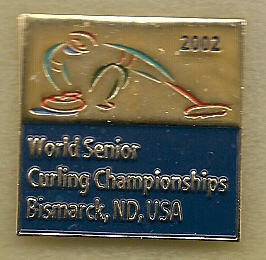 2002
World Senior
Curling Championships
Bismarck, ND, USA